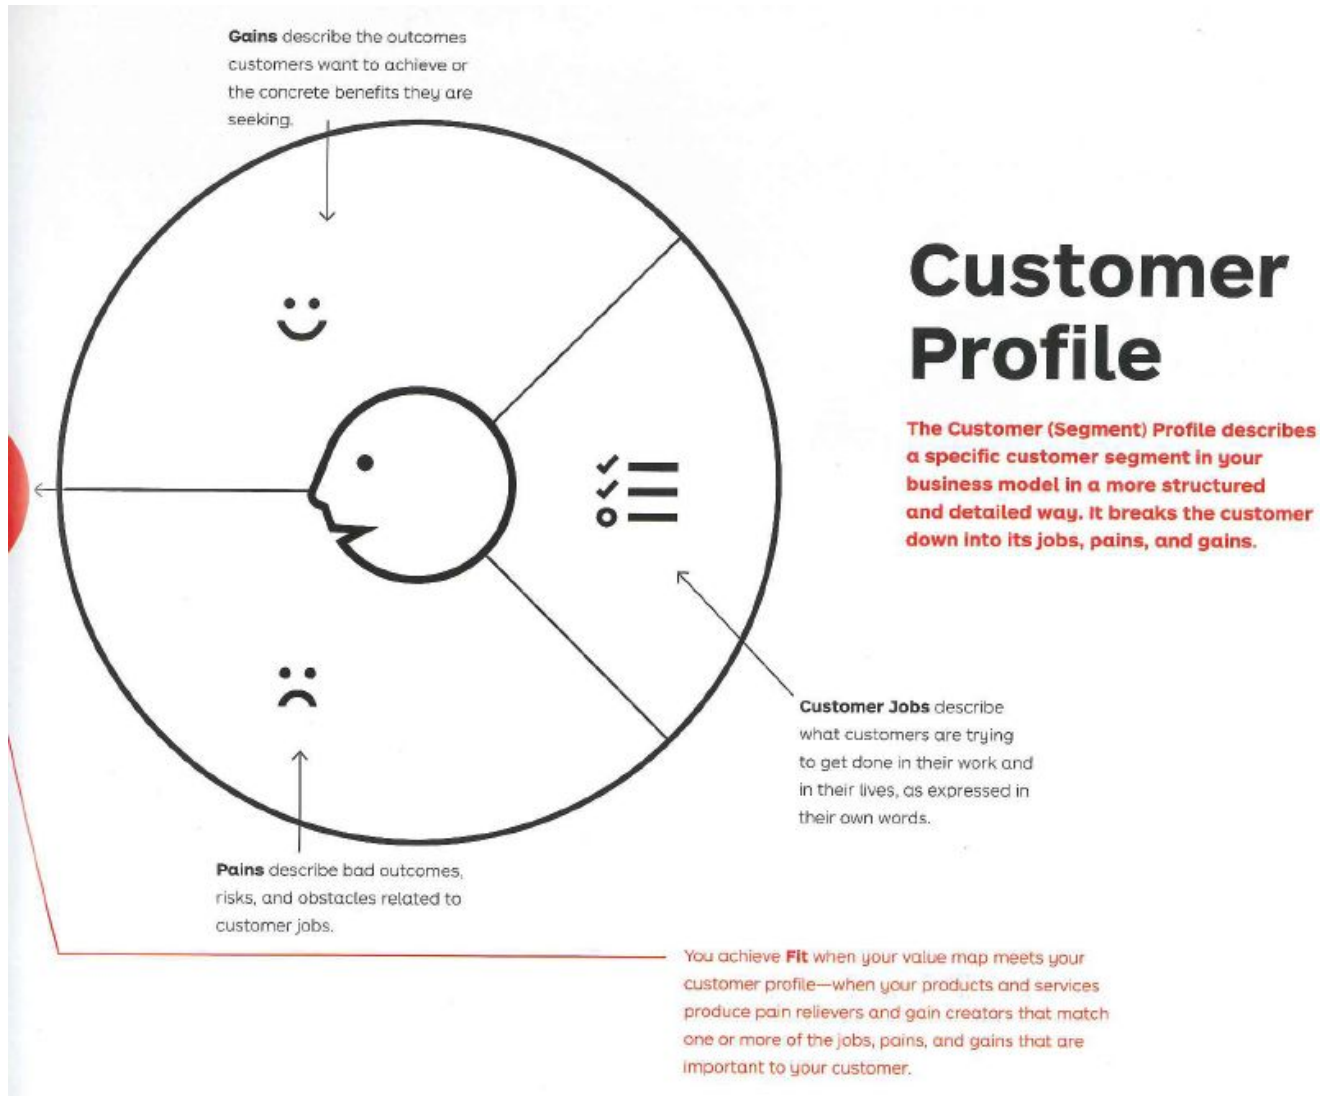 Gains describe the outcomes
customers want to achieve or
the concrete benefits they are
seeking.
Customer
Profile
The Customer (Segment) Profile describes
a specific customer segment in your
business model in a more structured
and detailed way. It breaks the customer
down into its jobs, pains, and gains.
Customer Jobs describe
what customers are trying
to get done in their work and
in their lives, as expressed in
their own words.
Pains describe bad outcomes,
risks, and obstacles related to
customer jobs.
You achieve Fit when your value map meets your
customer profile—when your products and services
produce pain relievers and gain creators that match
one or more of the jobs, pains, and gains that are
important to your customer.